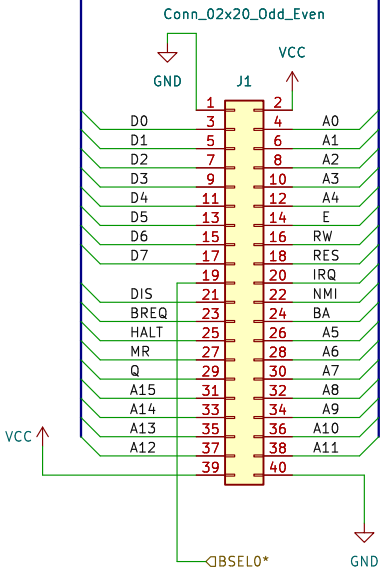 Conn_02x20_Odd_Even
VCC
GND
J1
1 2
D0 3 4 A0
D1 5 6 A1
D2 7 8 A2
D3 9 10 A3
D4 11 12 A4
D5 13 14 E
D6 15 16 RW
D7 17 18 RES
19 20 IRQ
DIS 21 22 NMI
BREQ 23 24 BA
HALT 25 26 A5
MR 27 28 A6
Q 29 30 A7
A15 31 32 A8
A14 33 34 A9
A13 35 36 A10
VCC
A12 37 38 A11
39 40
BSEL0*
GND